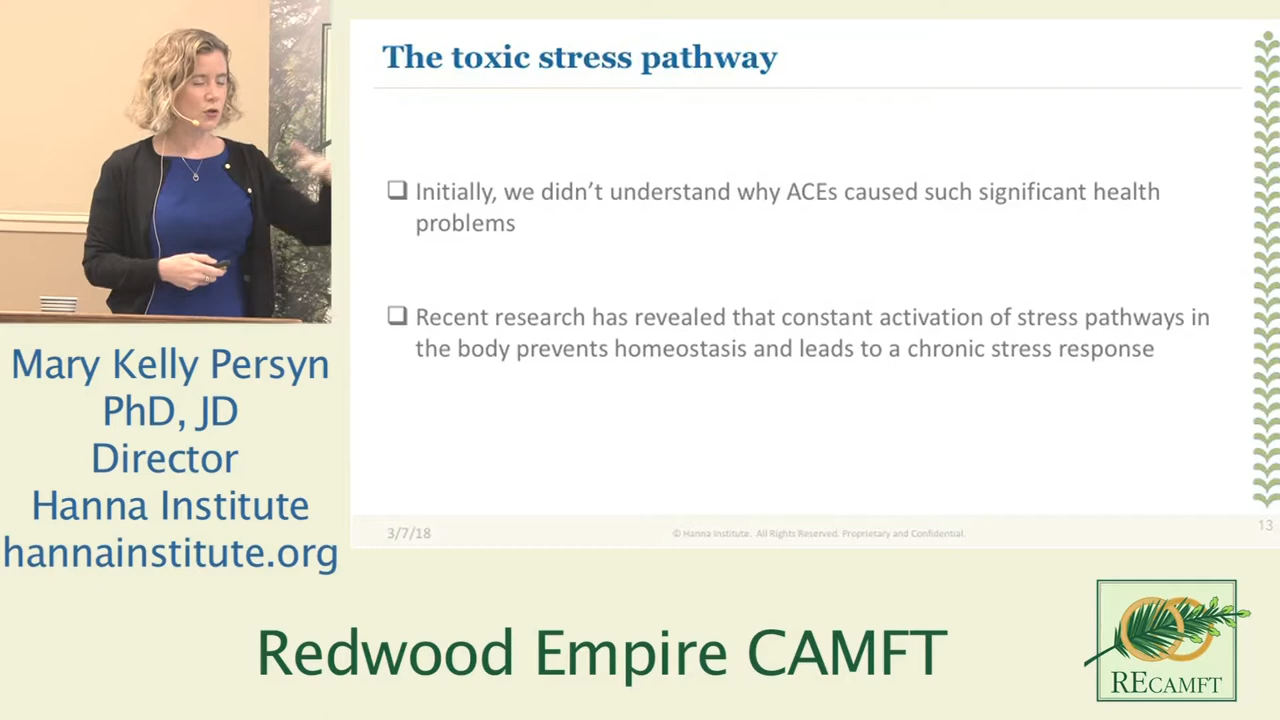 The toxic stress pathway
❑ Initially, we didn't understand why ACEs caused such significant health
problems
❑ Recent research has revealed that constant activation of stress pathways in
the body prevents homeostasis and leads to a chronic stress response
3/7/18
© Hanna Institute. All Rights Reserved. Proprietary and Confidential.
13
Mary Kelly Persyn
PhD, JD
Director
Hanna Institute
hannainstitute.org
Redwood Empire CAMFT
RECAMFT